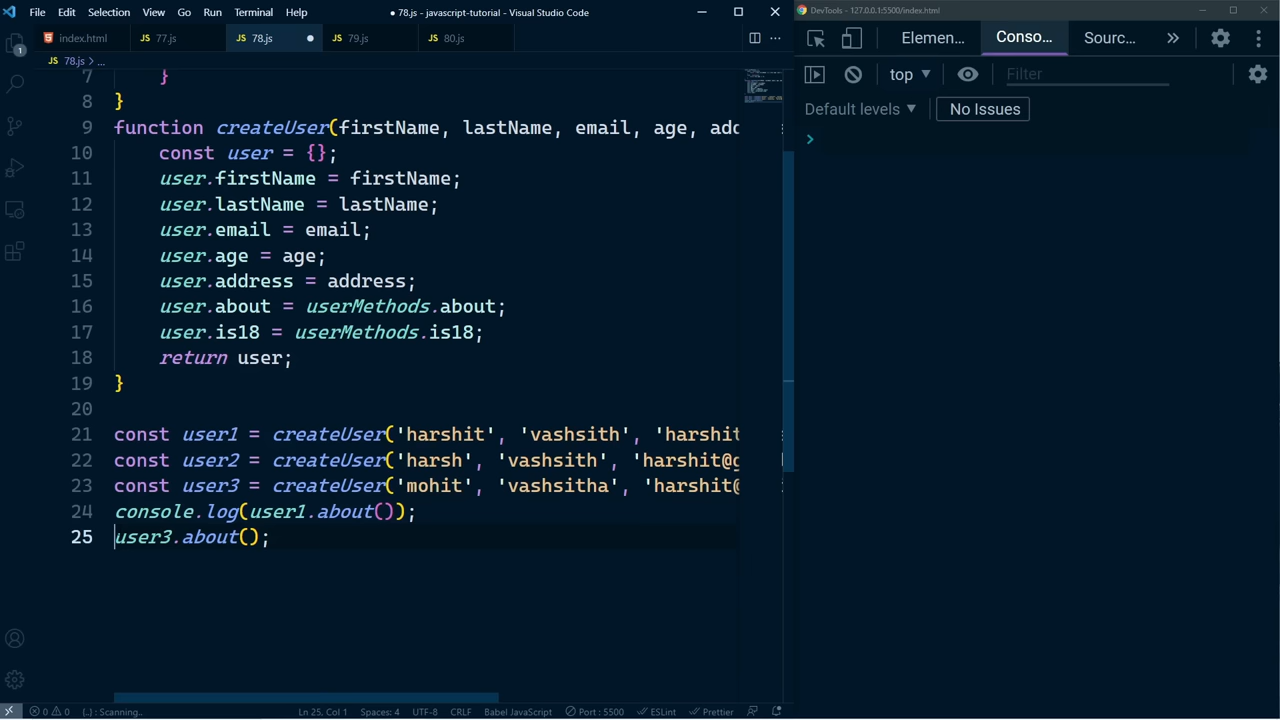 File Edit Selection View Go Run Terminal Help
● 78.js - javascript-tutorial - Visual Studio Code
index.html JS 77.js JS 78.js JS 79.js JS 80.js
JS 78.js > ...
1
7 }
8 }
9 function createUser(firstName, lastName, email, age, add
10 const user = {};
11 user.firstName = firstName;
12 user.lastName = lastName;
13 user.email = email;
14 user.age = age;
15 user.address = address;
16 user.about = userMethods.about;
17 user.is18 = userMethods.is18;
18 return user;
19 }
20
21 const user1 = createUser('harshit', 'vashsith', 'harshit
22 const user2 = createUser('harsh', 'vashsith', 'harshit@g
23 const user3 = createUser('mohit', 'vashsitha', 'harshit@
24 console.log(user1.about());
25 user3.about();
0 0 {..} : Scanning.. Ln 25, Col 1 Spaces: 4 UTF-8 CRLF Babel JavaScript Port : 5500 ESLint Prettier
DevTools - 127.0.0.1:5500/index.html
Elemen... Conso... Sourc... »
top ▼ Filter
Default levels ▼ No Issues
>